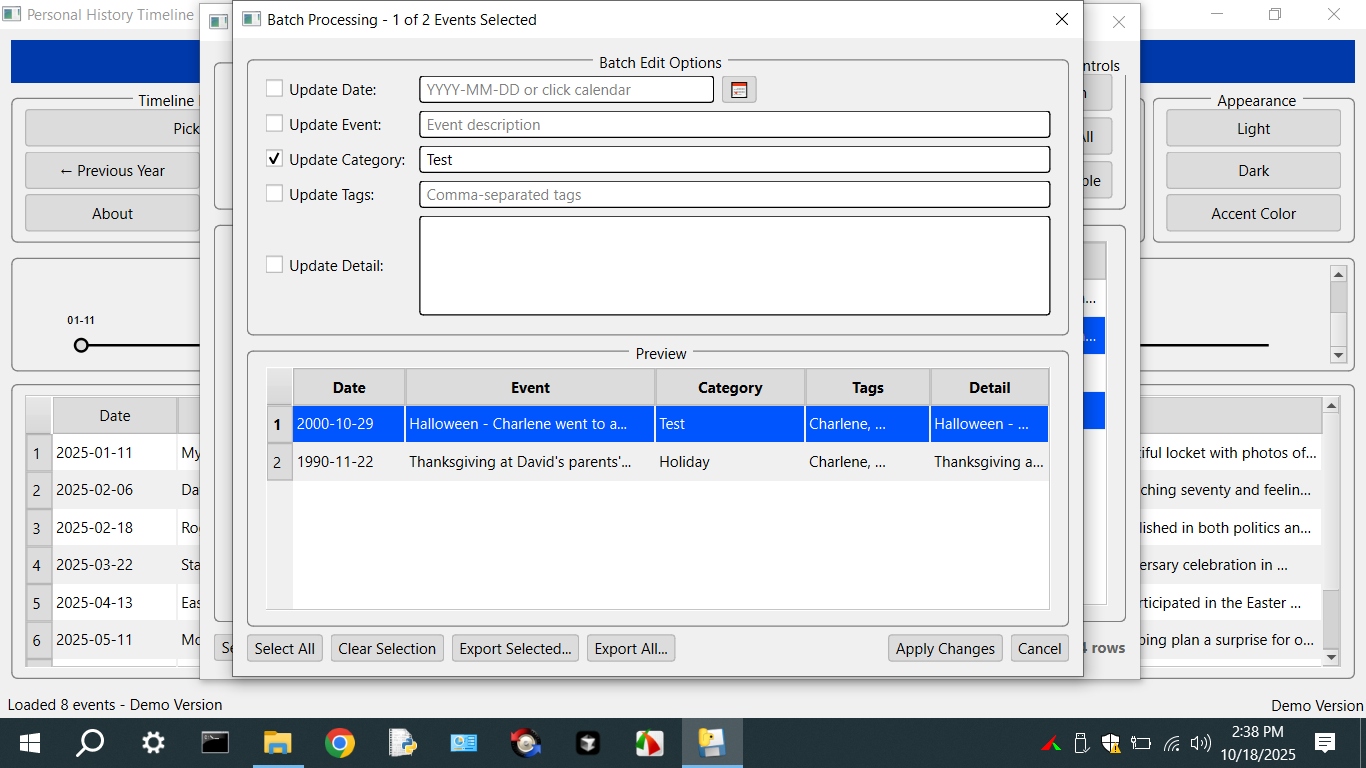 Personal History Timeline
Batch Processing - 1 of 2 Events Selected
Batch Edit Options
Update Date:
YYYY-MM-DD or click calendar
Update Event:
Event description
Update Category:
Test
Update Tags:
Comma-separated tags
Update Detail:
Preview
Date Event Category Tags Detail
1 2000-10-29 Halloween - Charlene went to a... Test Charlene, ... Halloween - ...
2 1990-11-22 Thanksgiving at David's parents'... Holiday Charlene, ... Thanksgiving a...
Select All
Clear Selection
Export Selected...
Export All...
Apply Changes
Cancel
Timeline
Pick
← Previous Year
About
01-11
Date
1 2025-01-11 My
2 2025-02-06 Da
3 2025-02-18 Ro
4 2025-03-22 Sta
5 2025-04-13 Eas
6 2025-05-11 Mo
Se
ntrols
ble
rows
Appearance
Light
Dark
Accent Color
tiful locket with photos of...
ching seventy and feelin...
lished in both politics an...
ersary celebration in ...
rticipated in the Easter ...
ping plan a surprise for o...
Loaded 8 events - Demo Version
Demo Version
2:38 PM
10/18/2025